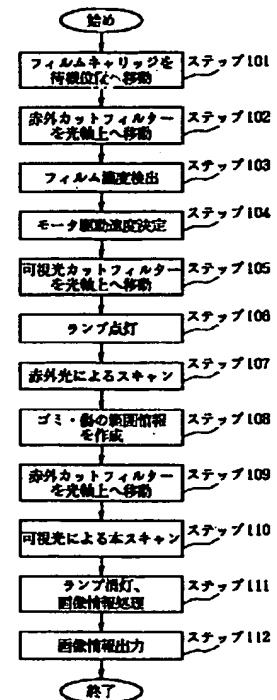 始め
フィルムキャリッジを
待機位置へ移動
ステップ101
赤外カットフィルター
を光軸上へ移動
ステップ102
フィルム濃度検出
ステップ103
モータ駆動速度決定
ステップ104
可視光カットフィルター
を光軸上へ移動
ステップ105
ランプ点灯
ステップ106
赤外光によるスキャン
ステップ107
ゴミ・傷の範囲情報
を作成
ステップ108
赤外カットフィルター
を光軸上へ移動
ステップ109
可視光による本スキャン
ステップ110
ランプ消灯、
画像情報処理
ステップ111
画像情報出力
ステップ112
終了